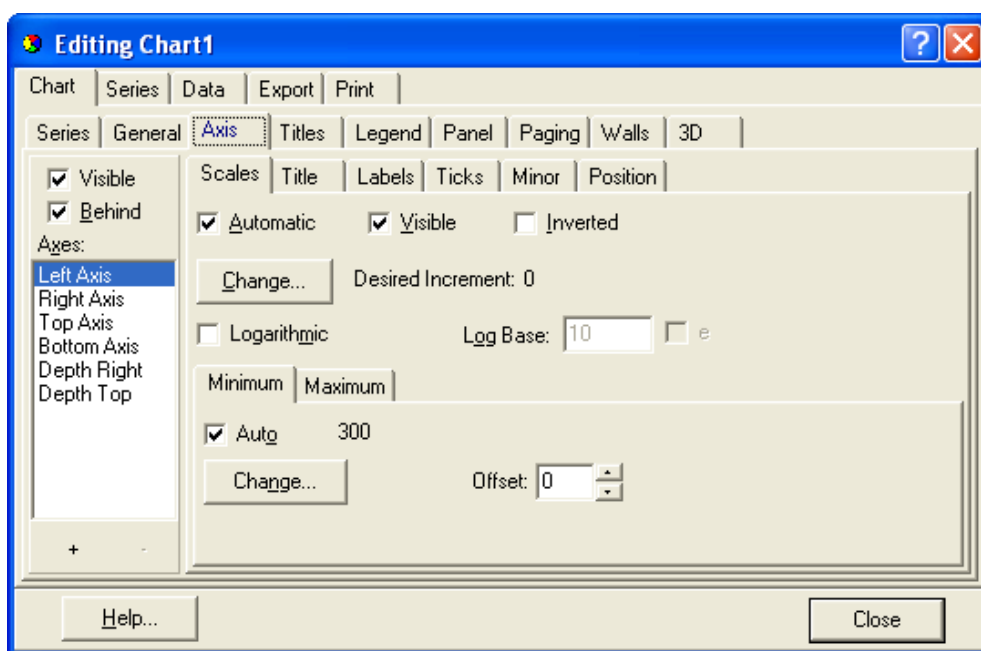 Editing Chart1
Chart Series Data Export Print
Series General Axis Titles Legend Panel Paging Walls 3D
Visible
Behind
Axes:
Left Axis
Right Axis
Top Axis
Bottom Axis
Depth Right
Depth Top
+ -
Scales Title Labels Ticks Minor Position
Automatic Visible Inverted
Change... Desired Increment: 0
Logarithmic Log Base: 10 e
Minimum Maximum
Auto 300
Change... Offset: 0
Help... Close